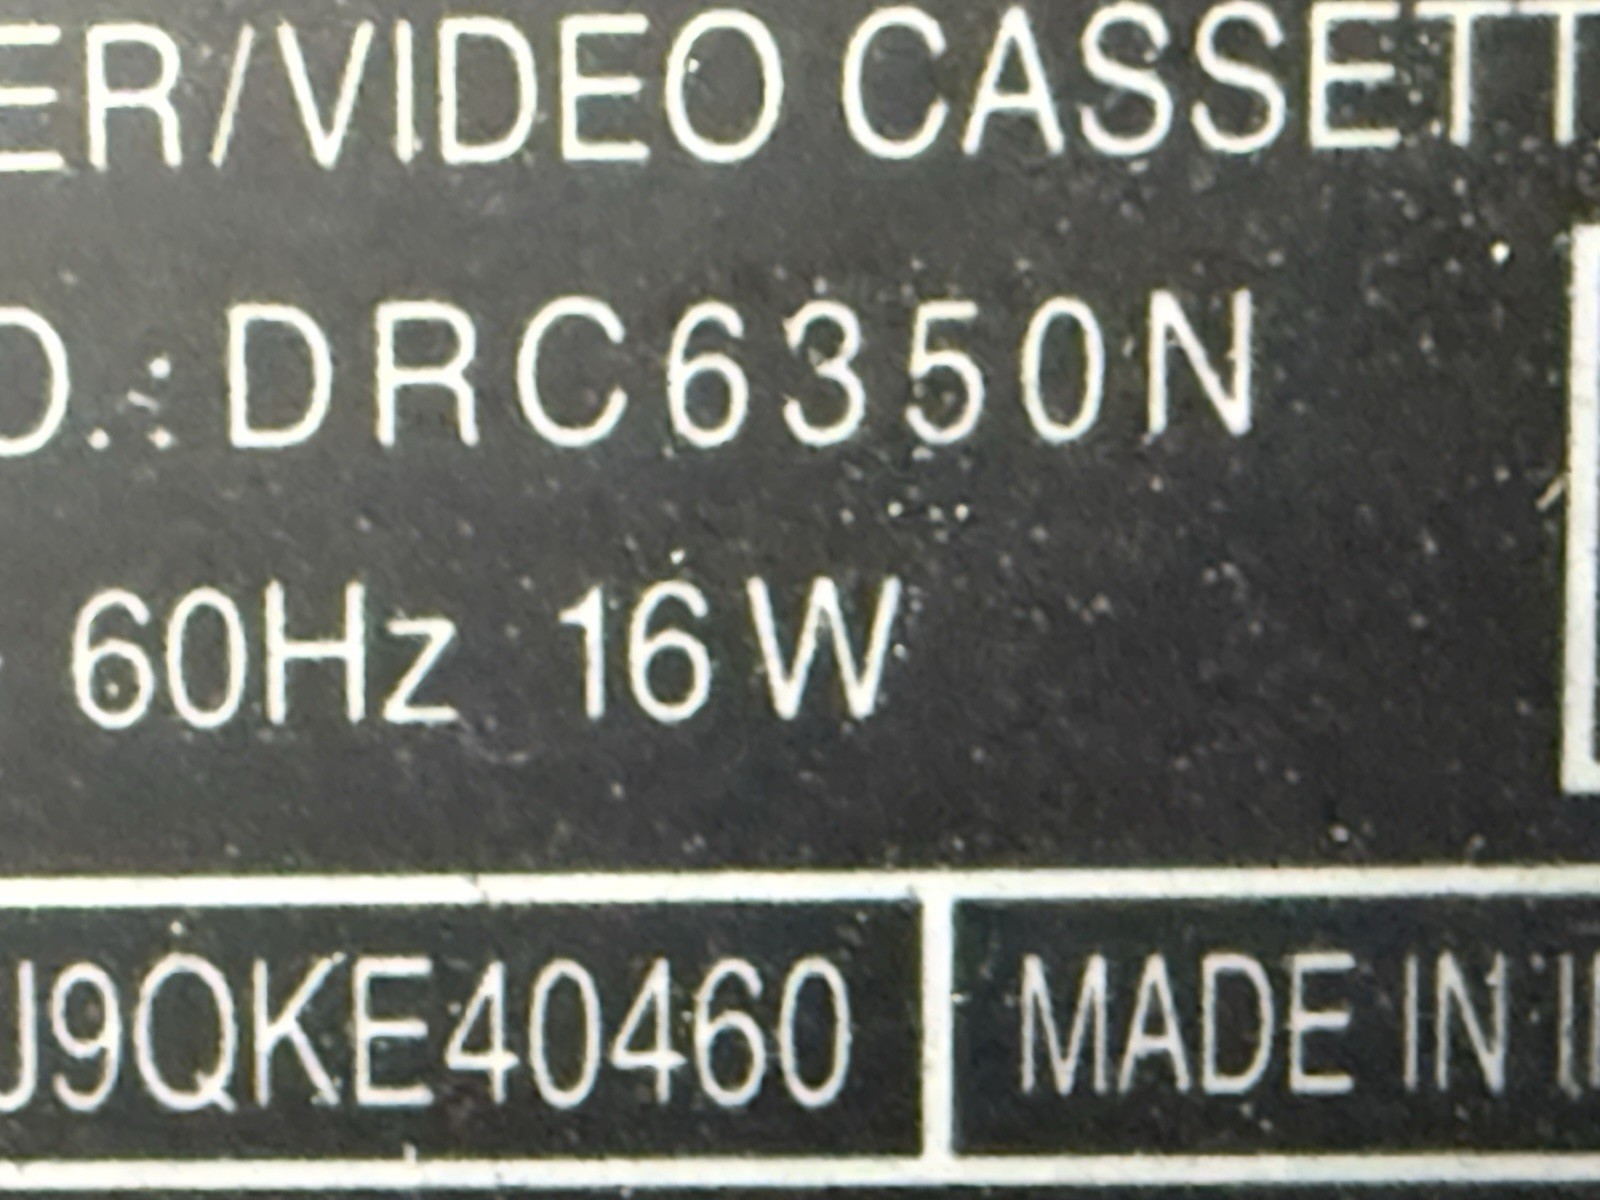 ER/VIDEO CASSETT
O.: DRC6350N
60Hz 16W
J9QKE40460
MADE IN I